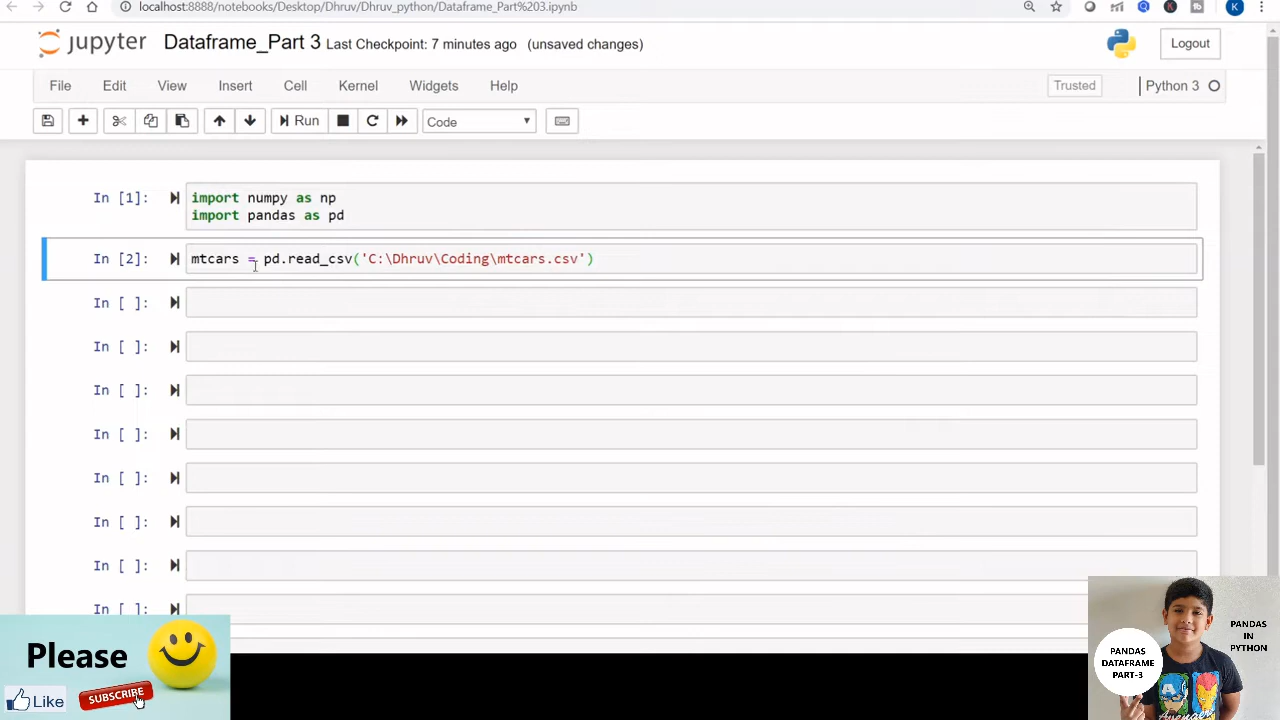 localhost:8888/notebooks/Desktop/Dhruv/Dhruv_python/Dataframe_Part%203.ipynb
K
K
jupyter Dataframe_Part 3 Last Checkpoint: 7 minutes ago (unsaved changes)
Logout
File Edit View Insert Cell Kernel Widgets Help
Trusted
Python 3
Run
Code
In [1]:
import numpy as np
import pandas as pd
In [2]:
mtcars = pd.read_csv('C:\Dhruv\Coding\mtcars.csv')
In [ ]:
In [ ]:
In [ ]:
In [ ]:
In [ ]:
In [ ]:
In [ ]:
In [ ]:
Please
Like
SUBSCRIBE
PANDAS
DATAFRAME
PART-3
PANDAS
IN
PYTHON